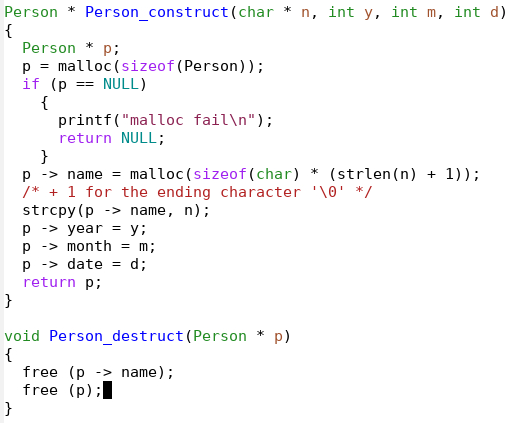 Person * Person_construct(char * n, int y, int m, int d)
{
  Person * p;
  p = malloc(sizeof(Person));
  if (p == NULL)
    {
      printf("malloc fail\n");
      return NULL;
    }
  p -> name = malloc(sizeof(char) * (strlen(n) + 1));
  /* + 1 for the ending character '\0' */
  strcpy(p -> name, n);
  p -> year = y;
  p -> month = m;
  p -> date = d;
  return p;
}

void Person_destruct(Person * p)
{
  free (p -> name);
  free (p);
}